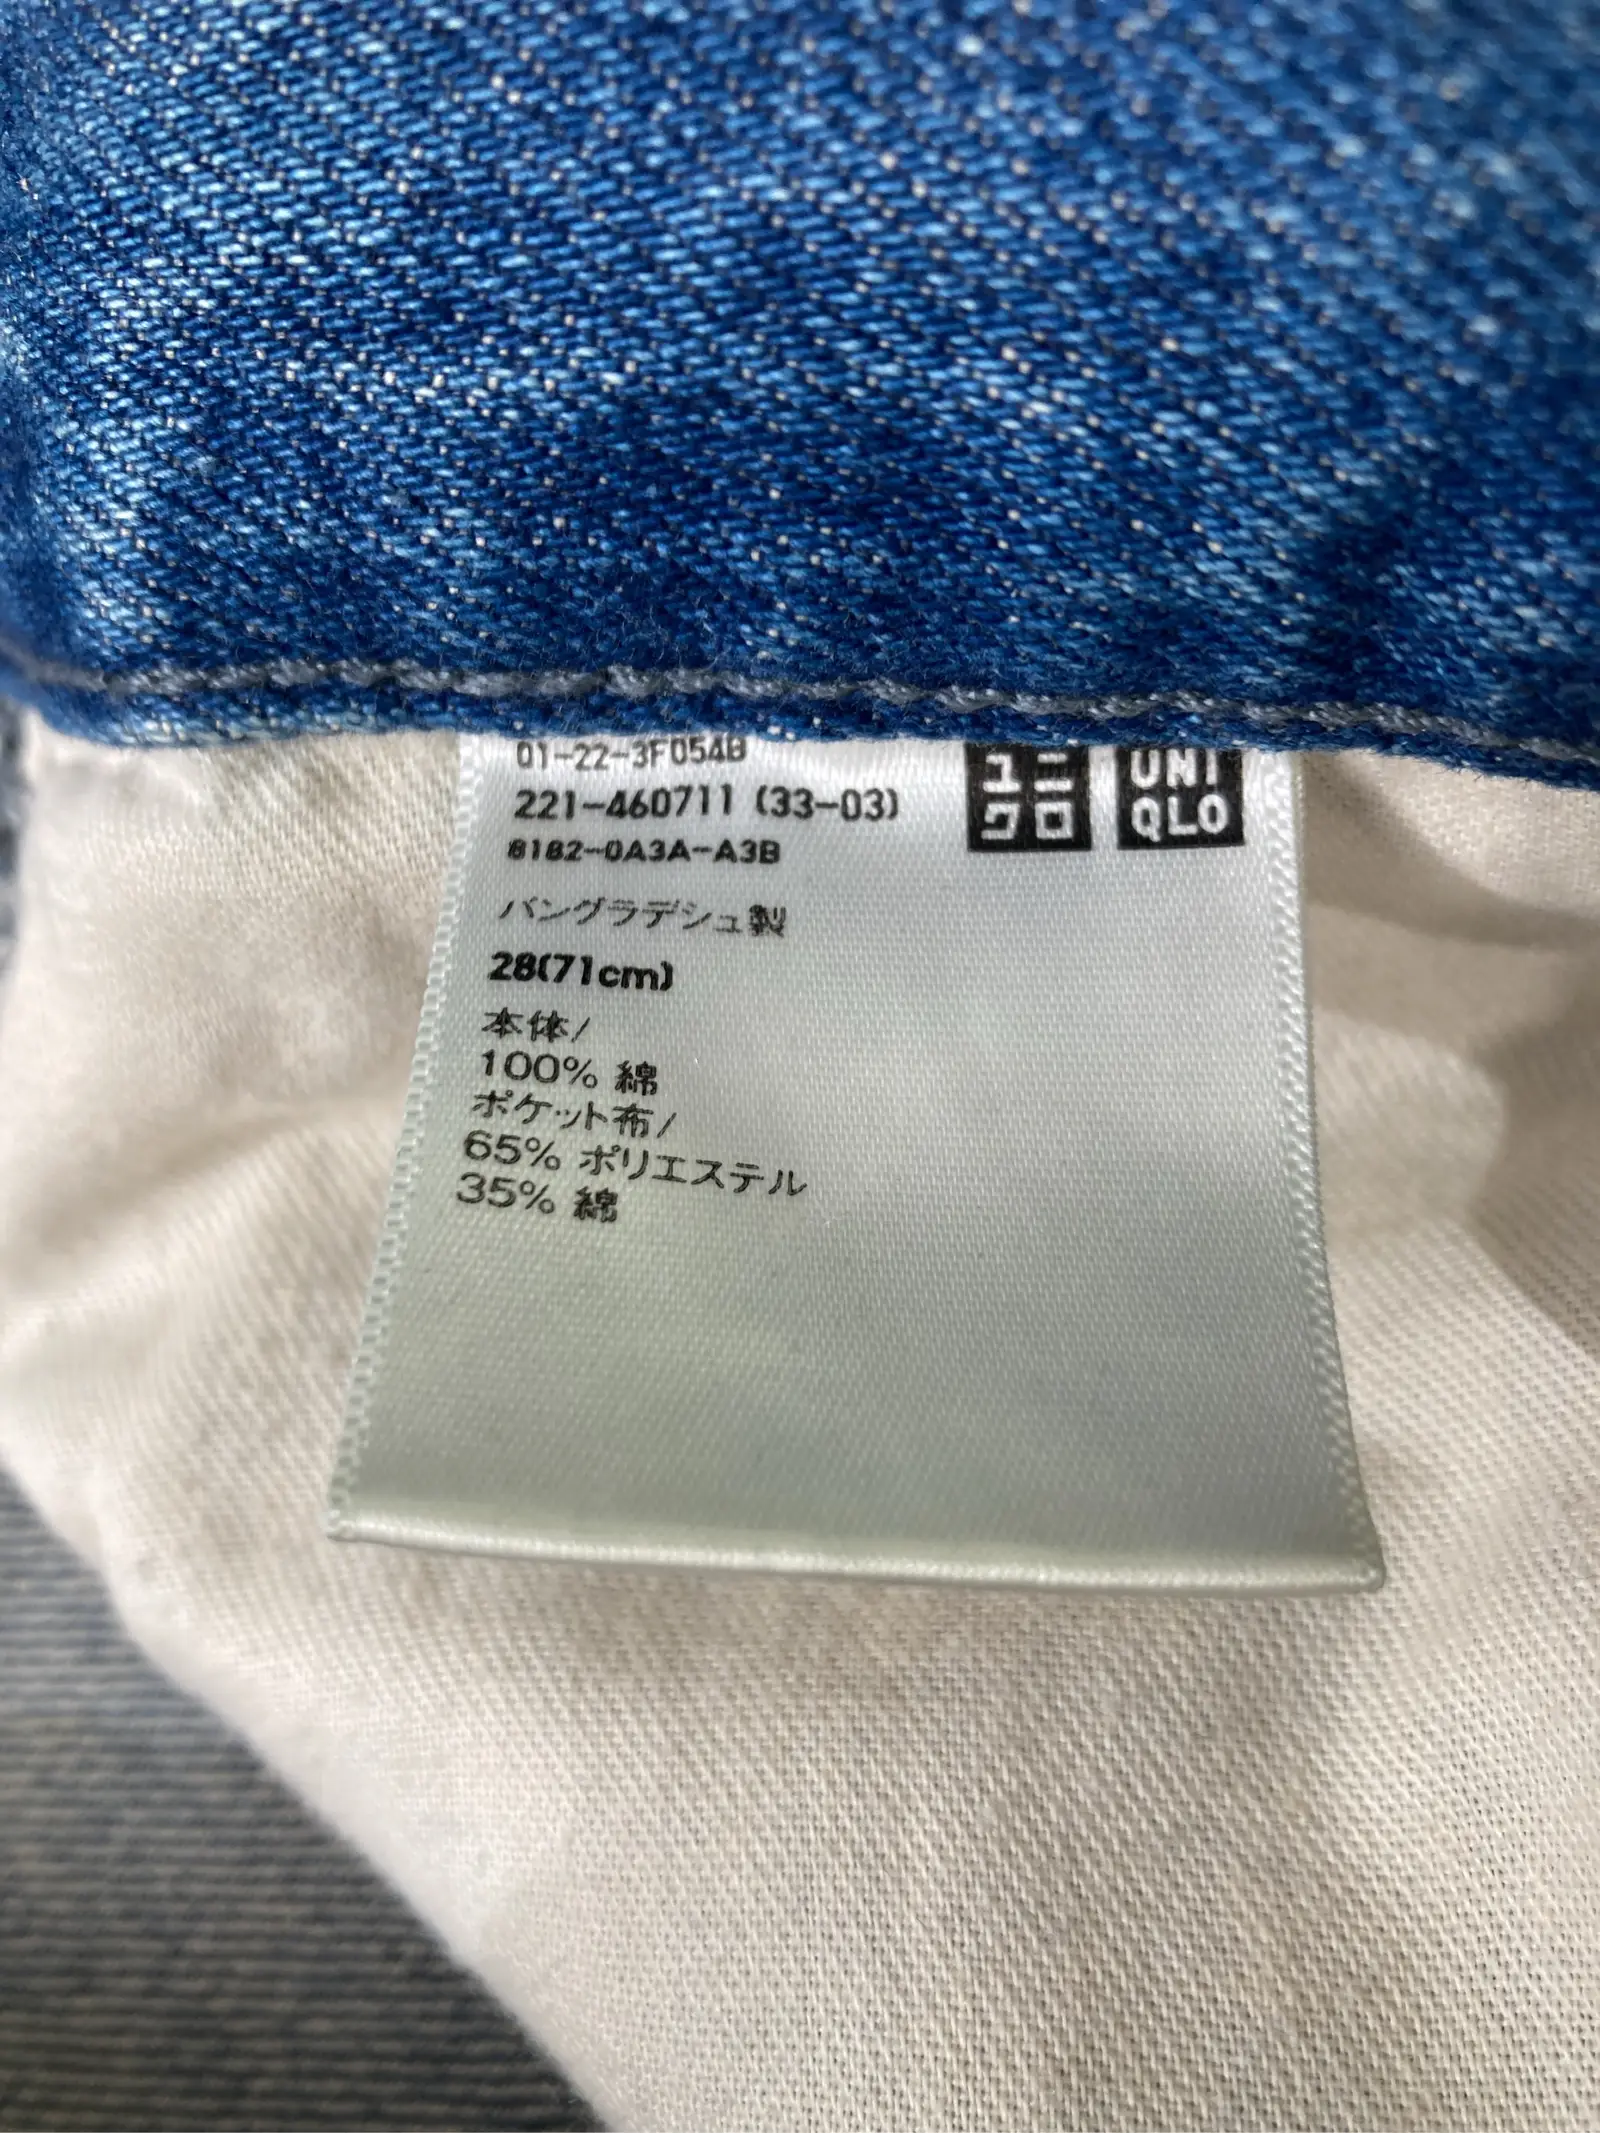 01-22-3F054B
221-460711 (33-03)
8182-0A3A-A3B
ユニ
クロ
UNI
QLO
バングラデシュ製
28(71cm)
本体/
100% 綿
ポケット布/
65% ポリエステル
35% 綿